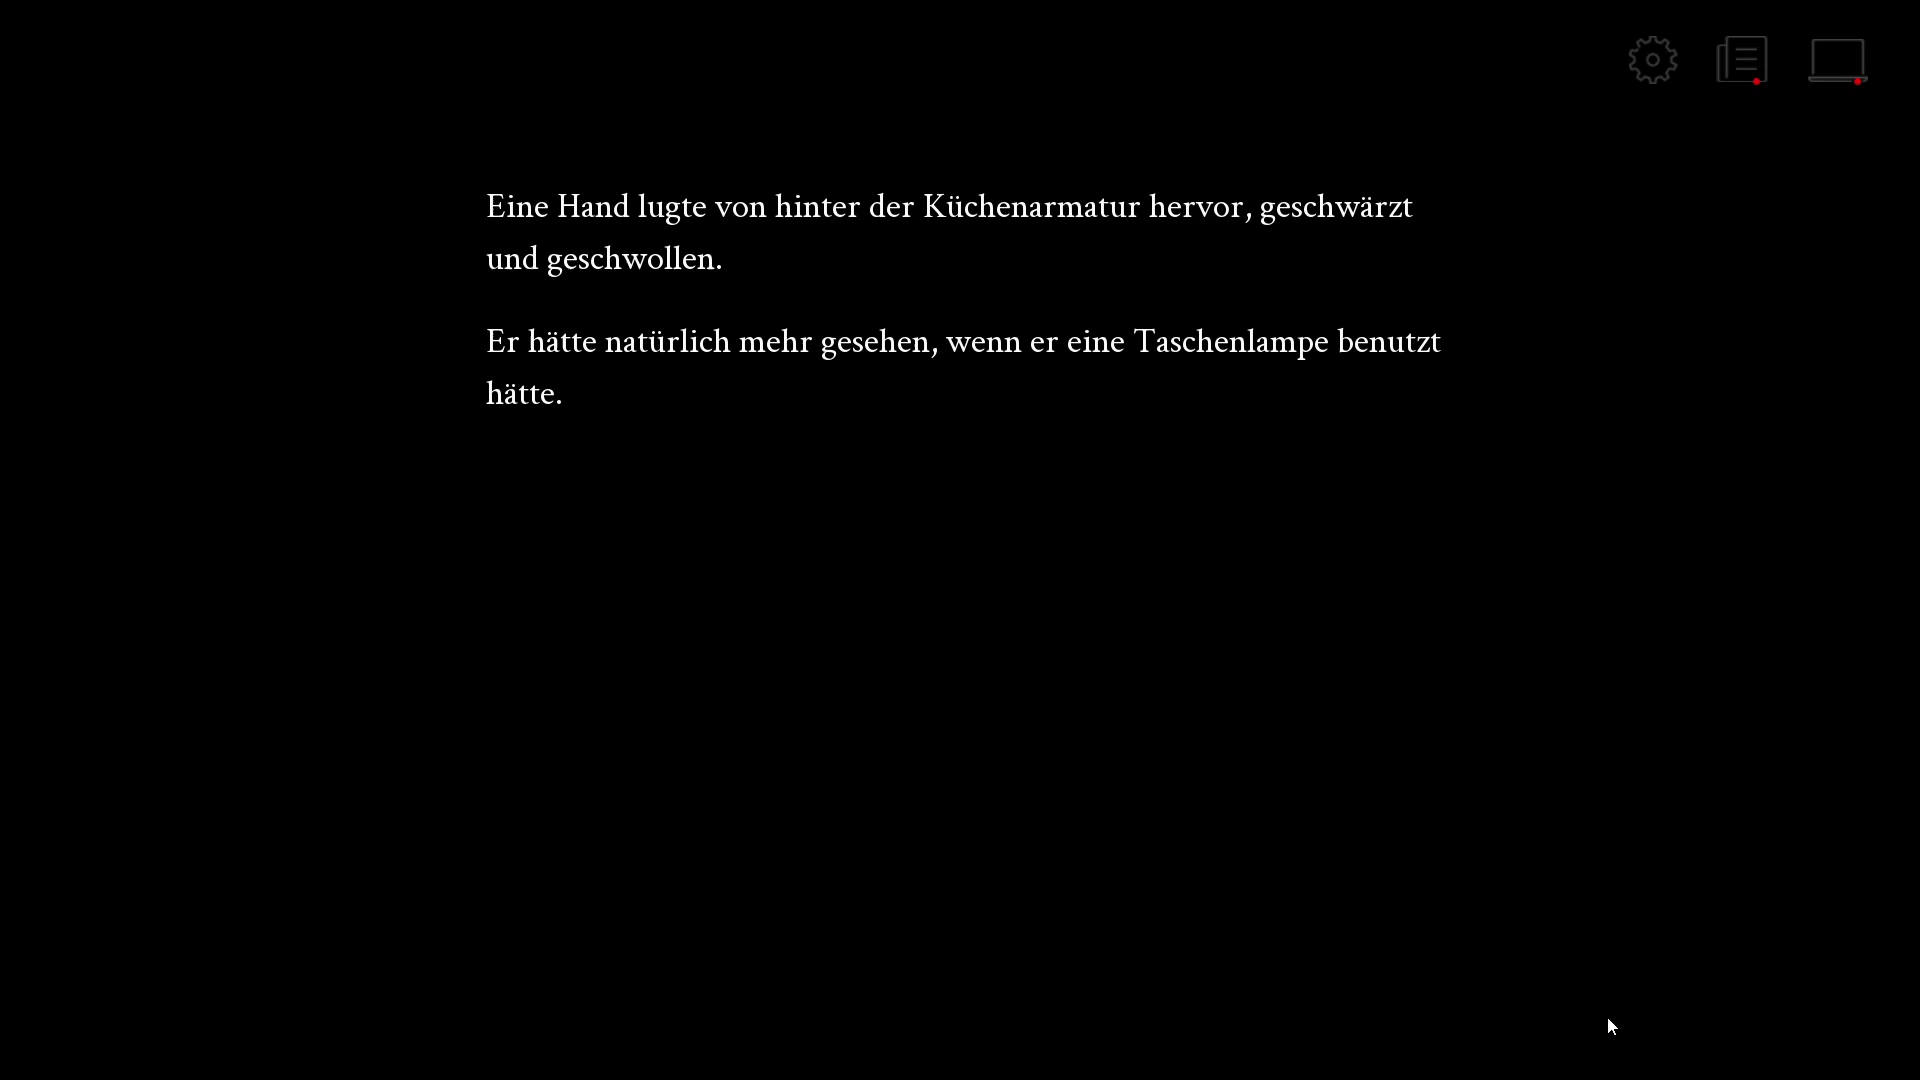 Eine Hand lugte von hinter der Küchenarmatur hervor, geschwärzt
und geschwollen.
Er hätte natürlich mehr gesehen, wenn er eine Taschenlampe benutzt
hätte.